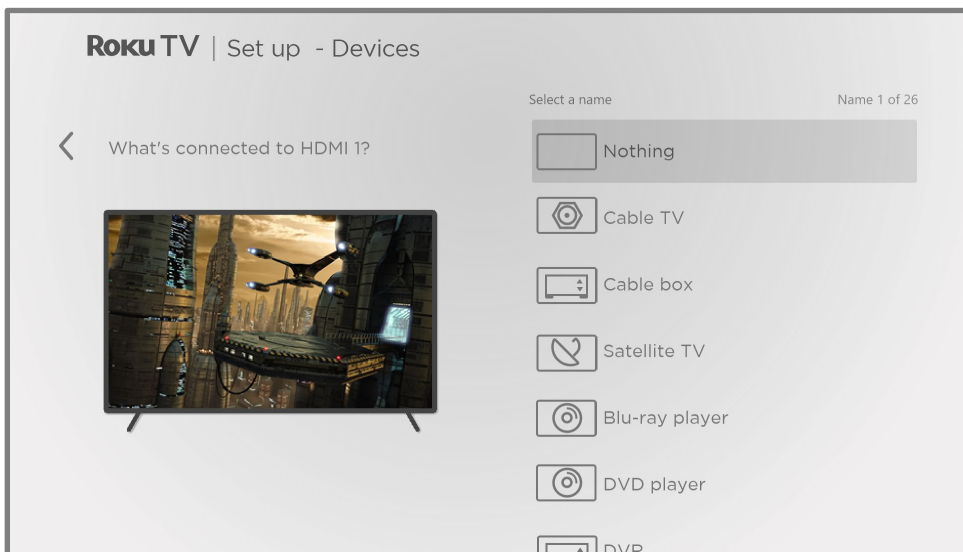 Roku TV | Set up - Devices
Select a name
Name 1 of 26
What's connected to HDMI 1?
Nothing
Cable TV
Cable box
Satellite TV
Blu-ray player
DVD player
DVR